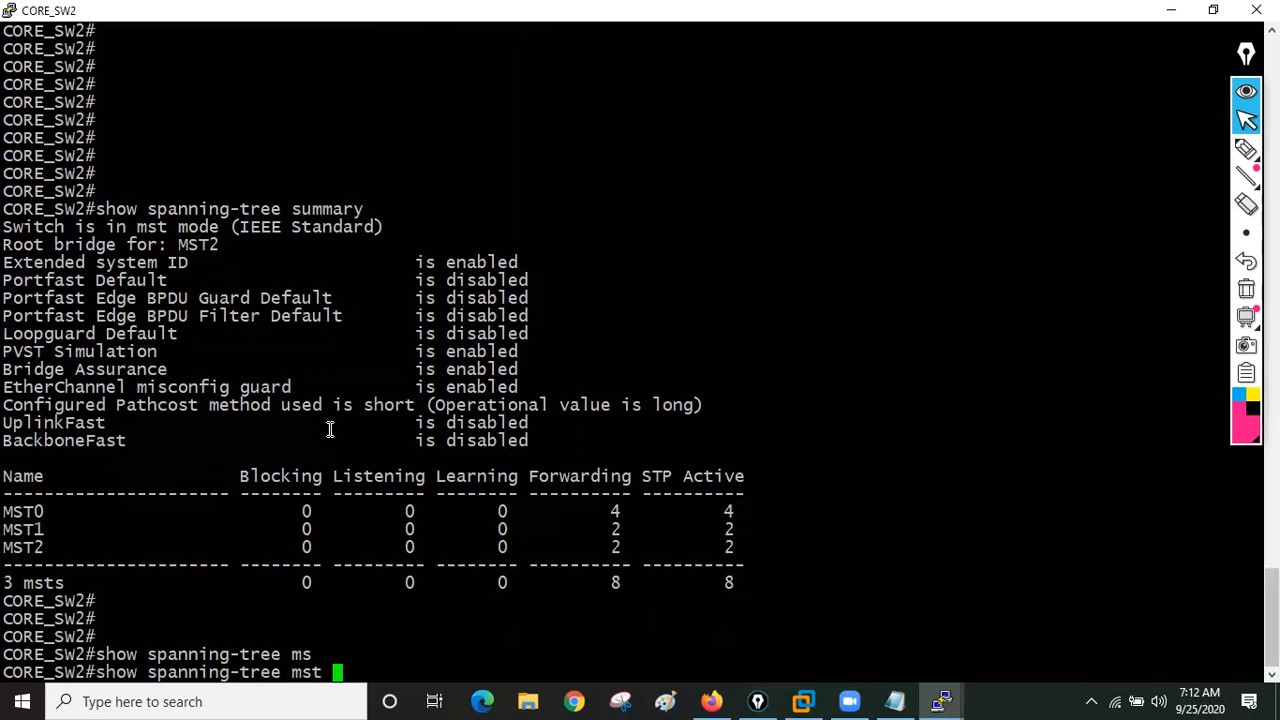 CORE_SW2
CORE_SW2#
CORE_SW2#
CORE_SW2#
CORE_SW2#
CORE_SW2#
CORE_SW2#
CORE_SW2#
CORE_SW2#
CORE_SW2#
CORE_SW2#
CORE_SW2#show spanning-tree summary
Switch is in mst mode (IEEE Standard)
Root bridge for: MST2
Extended system ID is enabled
Portfast Default is disabled
Portfast Edge BPDU Guard Default is disabled
Portfast Edge BPDU Filter Default is disabled
Loopguard Default is disabled
PVST Simulation is enabled
Bridge Assurance is enabled
EtherChannel misconfig guard is enabled
Configured Pathcost method used is short (Operational value is long)
UplinkFast is disabled
BackboneFast is disabled
Name Blocking Listening Learning Forwarding STP Active
---------------------- -------- --------- -------- ---------- ----------
MST0 0 0 0 4 4
MST1 0 0 0 2 2
MST2 0 0 0 2 2
---------------------- -------- --------- -------- ---------- ----------
3 msts 0 0 0 8 8
CORE_SW2#
CORE_SW2#
CORE_SW2#
CORE_SW2#show spanning-tree ms
CORE_SW2#show spanning-tree mst
Type here to search
7:12 AM
9/25/2020